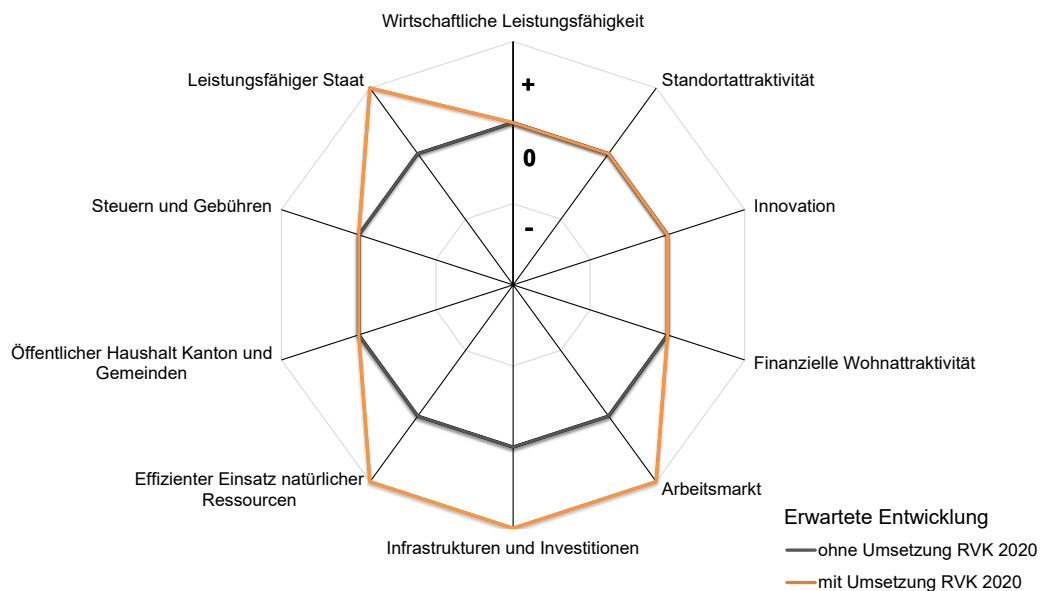 Wirtschaftliche Leistungsfähigkeit
Leistungsfähiger Staat
+
Standortattraktivität
0
Steuern und Gebühren
Innovation
-
Öffentlicher Haushalt Kanton und
Gemeinden
Finanzielle Wohnattraktivität
Effizienter Einsatz natürlicher
Ressourcen
Arbeitsmarkt
Infrastrukturen und Investitionen
Erwartete Entwicklung
ohne Umsetzung RVK 2020
mit Umsetzung RVK 2020